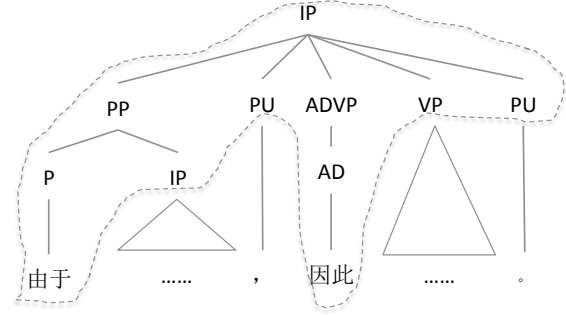 IP
PP PU ADVP VP PU
P IP AD
由于 …… ， 因此 …… 。